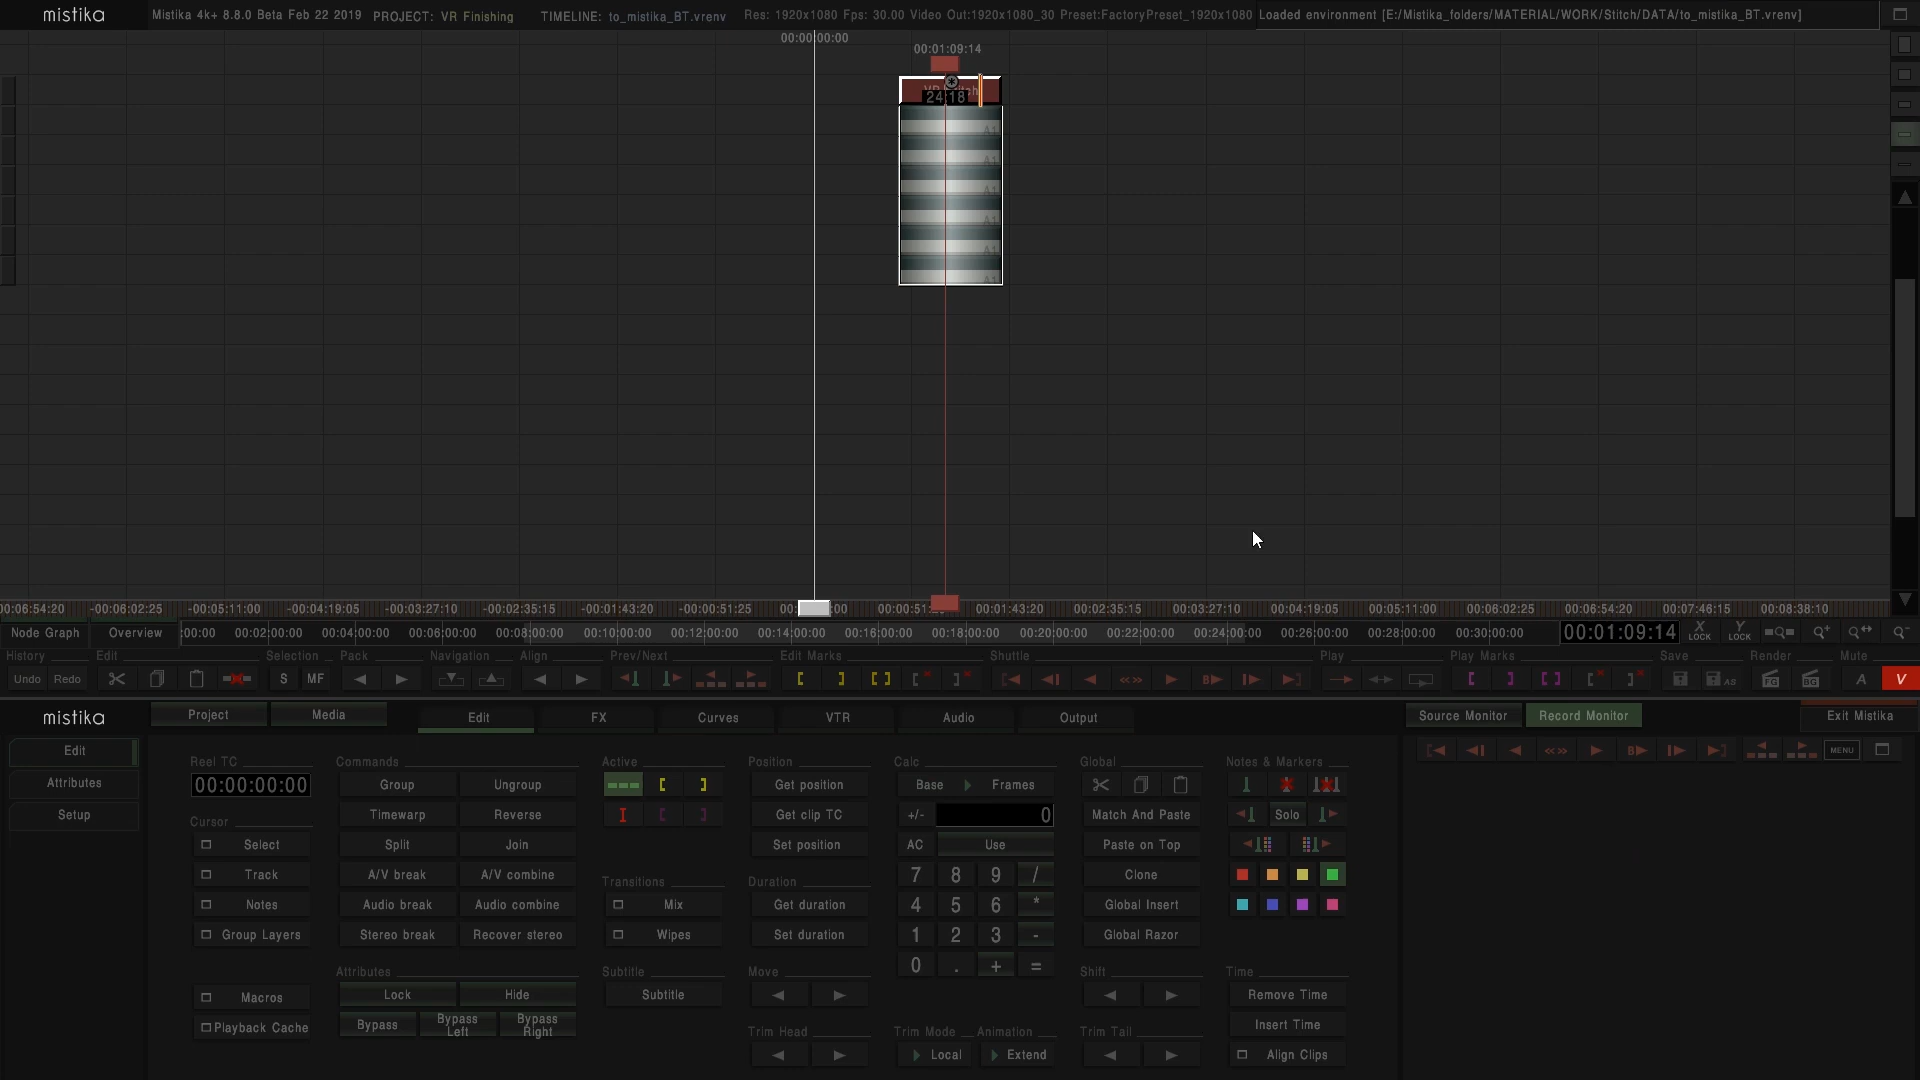 mistika Mistika 4k+ 8.8.0 Beta Feb 22 2019 PROJECT: VR Finishing TIMELINE: to_mistika_BT.vrenv Res: 1920x1080 Fps: 30.00 Video Out:1920x1080_30 Preset:FactoryPreset_1920x1080 Loaded environment [E:/Mistika_folders/MATERIAL/WORK/Stitch/DATA/to_mistika_BT.vrenv]
00:00:00:00
00:01:09:14
24:18
A1
A1
A1
A1
A1
A1
00:06:54:20 -00:06:02:25 -00:05:11:00 -00:04:19:05 -00:03:27:10 -00:02:35:15 -00:01:43:20 -00:00:51:25 00:01:43:20 00:02:35:15 00:03:27:10 00:04:19:05 00:05:11:00 00:06:02:25 00:06:54:20 00:07:46:15 00:08:38:10
Node Graph Overview :00:00 00:02:00:00 00:04:00:00 00:06:00:00 00:08:00:00 00:10:00:00 00:12:00:00 00:14:00:00 00:16:00:00 00:18:00:00 00:20:00:00 00:22:00:00 00:24:00:00 00:26:00:00 00:28:00:00 00:30:00:00 00:01:09:14 X LOCK Y LOCK
History Edit Selection Pack Navigation Align Prev/Next Edit Marks Shuttle Play Play Marks Save Render Mute
Undo Redo S MF AS FG BG A V
mistika Project Media Edit FX Curves VTR Audio Output Source Monitor Record Monitor Exit Mistika
Edit MENU
Reel TC Commands Active Position Calc Global Notes & Markers
Attributes 00:00:00:00 Group Ungroup Get position Base Frames
Setup Timewarp Reverse Get clip TC +/- 0 Match And Paste Solo
Cursor
Select Split Join Set position AC Use Paste on Top
Track A/V break A/V combine Transitions Duration 7 8 9 / Clone
Notes Audio break Audio combine Mix Get duration 4 5 6 * Global Insert
Group Layers Stereo break Recover stereo Wipes Set duration 1 2 3 - Global Razor
0 . + =
Attributes Subtitle Move Shift Time
Macros Lock Hide Subtitle Remove Time
Playback Cache Bypass Bypass Left Bypass Right Insert Time
Trim Head Trim Mode Animation Trim Tail
Local Extend Align Clips